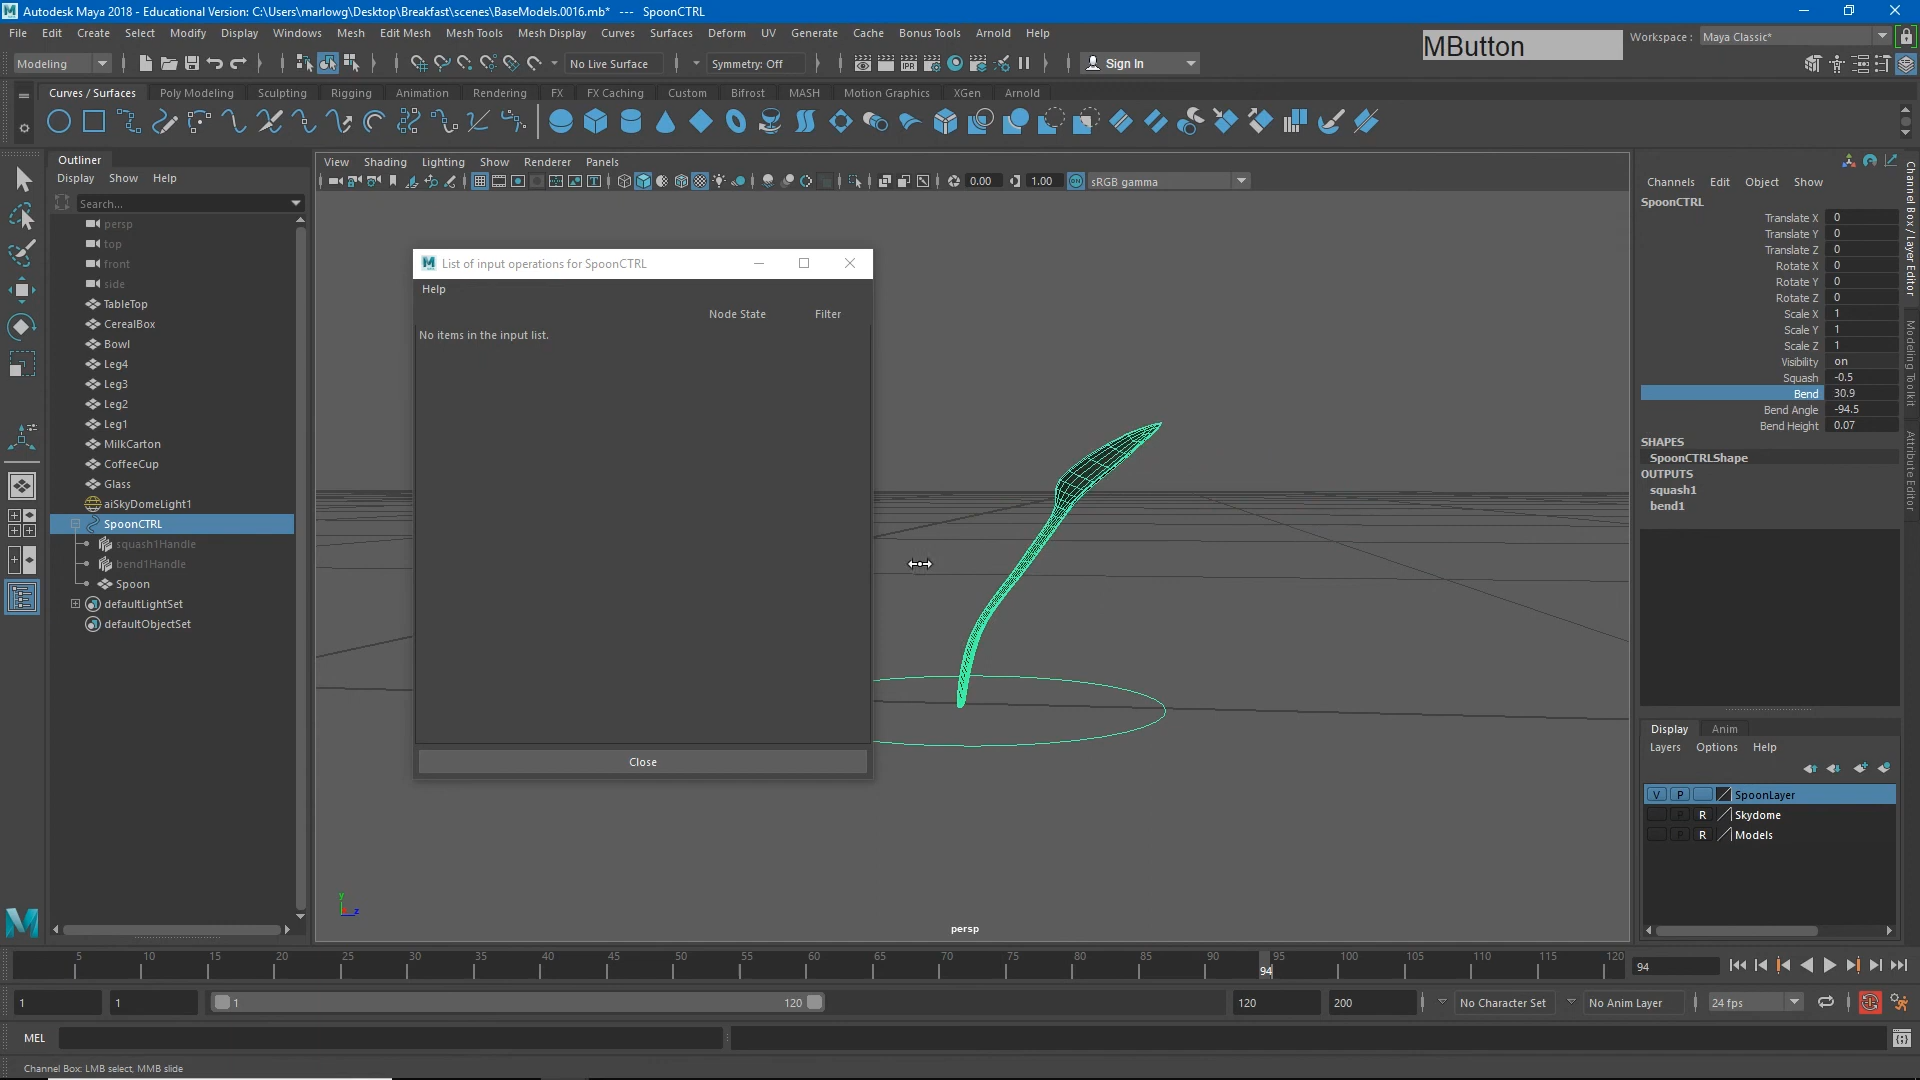 Autodesk Maya 2018 - Educational Version: C:\Users\marlowg\Desktop\Breakfast\scenes\BaseModels.0016.mb* --- SpoonCTRL
File Edit Create Select Modify Display Windows Mesh Edit Mesh Mesh Tools Mesh Display Curves Surfaces Deform UV Generate Cache Bonus Tools Arnold Help
MButton
Workspace : Maya Classic*
Modeling
No Live Surface
Symmetry: Off
Sign In
Curves / Surfaces Poly Modeling Sculpting Rigging Animation Rendering FX FX Caching Custom Bifrost MASH Motion Graphics XGen Arnold
Outliner
Display Show Help
Search...
persp
top
front
side
TableTop
CerealBox
Bowl
Leg4
Leg3
Leg2
Leg1
MilkCarton
CoffeeCup
Glass
aiSkyDomeLight1
SpoonCTRL
squash1Handle
bend1Handle
Spoon
defaultLightSet
defaultObjectSet
View Shading Lighting Show Renderer Panels
0.00 1.00 sRGB gamma
List of input operations for SpoonCTRL
Help
Node State Filter
No items in the input list.
Close
persp
y
z
Channels Edit Object Show
SpoonCTRL
Translate X 0
Translate Y 0
Translate Z 0
Rotate X 0
Rotate Y 0
Rotate Z 0
Scale X 1
Scale Y 1
Scale Z 1
Visibility on
Squash -0.5
Bend 30.9
Bend Angle -94.5
Bend Height 0.07
SHAPES
SpoonCTRLShape
OUTPUTS
squash1
bend1
Channel Box / Layer Editor
Modeling Toolkit
Attribute Editor
Display Anim
Layers Options Help
V P SpoonLayer
P R Skydome
P R Models
5 10 15 20 25 30 35 40 45 50 55 60 65 70 75 80 85 90 95 100 105 110 115 120
94
94
1 1 1 120 120 200 No Character Set No Anim Layer 24 fps
MEL
Channel Box: LMB select, MMB slide